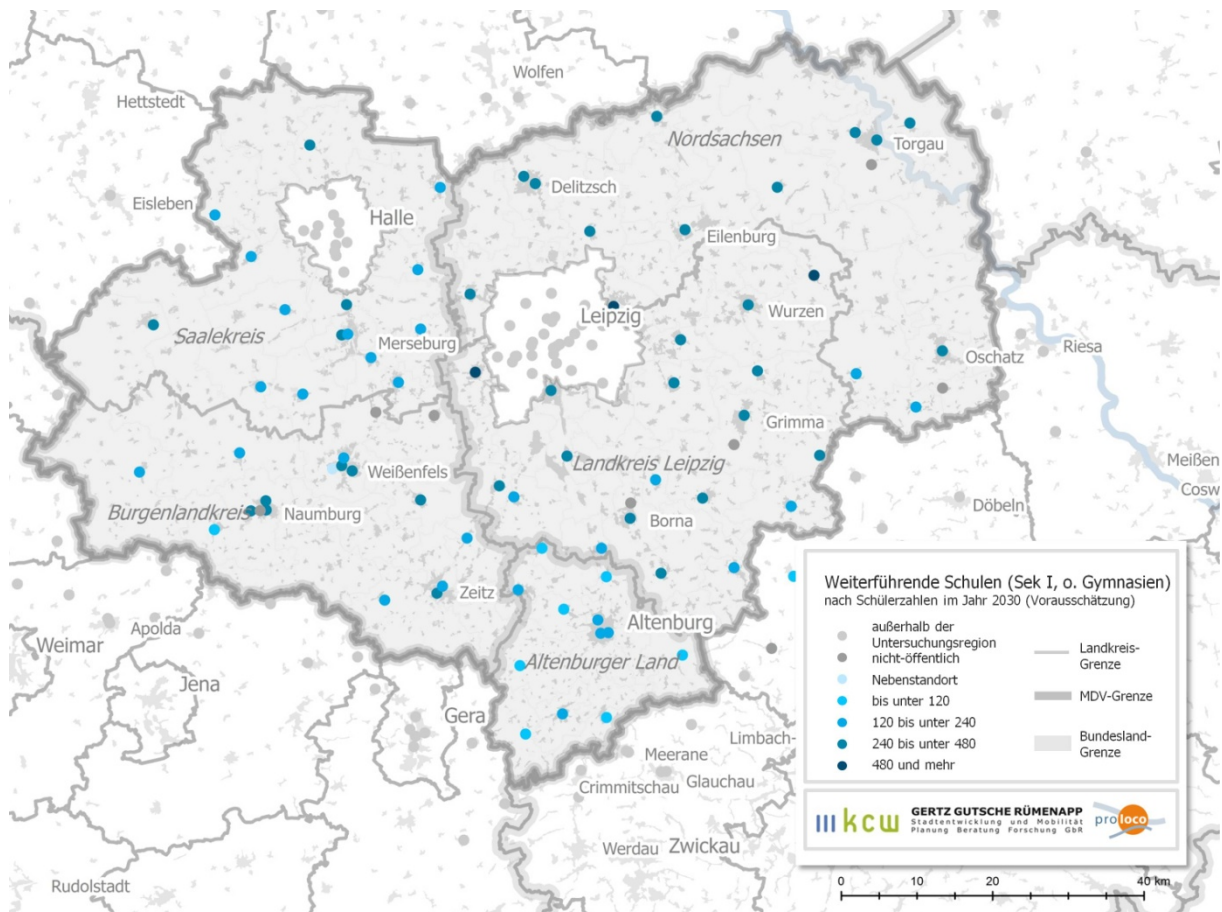 Wolfen
Hettstedt
Nordsachsen
Torgau
Delitzsch
Eisleben
Halle
Eilenburg
Leipzig
Wurzen
Saalekreis
Merseburg
Oschatz
Riesa
Grimma
Landkreis Leipzig
Meißen
Weißenfels
Cosw
Döbeln
Burgenlandkreis
Naumburg
Borna
Zeitz
Altenburg
Apolda
Weimar
Altenburger Land
Jena
Gera
Limbach-
Meerane
Crimmitschau
Glauchau
Werdau
Zwickau
Rudolstadt
Weiterführende Schulen (Sek I, o. Gymnasien)
nach Schülerzahlen im Jahr 2030 (Vorausschätzung)
außerhalb der
Untersuchungsregion
nicht-öffentlich
Nebenstandort
bis unter 120
120 bis unter 240
240 bis unter 480
480 und mehr
Landkreis-
Grenze
MDV-Grenze
Bundesland-
Grenze
kcw
GERTZ GUTSCHE RÜMENAPP
Stadtentwicklung und Mobilität
Planung Beratung Forschung GbR
proloco
0 10 20 40 km